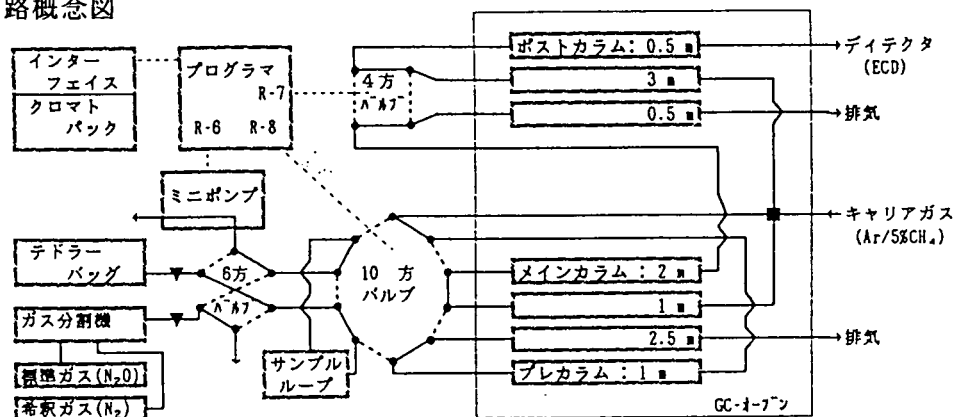 路概念図
インター
フェイス
クロマト
パック
プログラマ
R-7
R-6 R-8
4方
バルブ
ポストカラム: 0.5 m
3 m
0.5 m
ディテクタ
(ECD)
排気
ミニポンプ
キャリアガス
(Ar/5%CH₄)
テドラー
バッグ
6方
バルブ
10 方
バルブ
メインカラム: 2 m
1 m
2.5 m
プレカラム: 1 m
排気
ガス分割機
サンプル
ループ
標準ガス(N₂O)
希釈ガス(N₂)
GC-オーブン